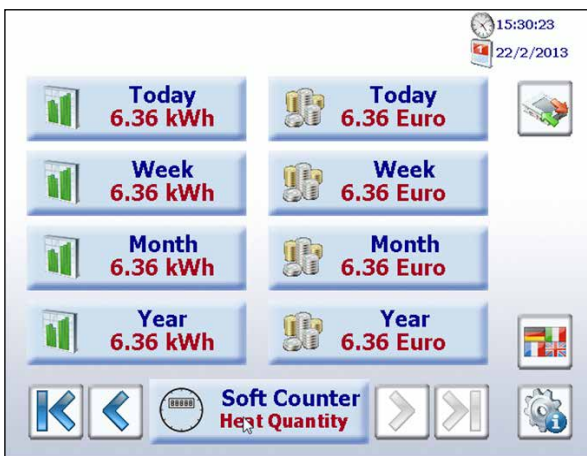 15:30:23
22/2/2013
Today
6.36 kWh
Today
6.36 Euro
Week
6.36 kWh
Week
6.36 Euro
Month
6.36 kWh
Month
6.36 Euro
Year
6.36 kWh
Year
6.36 Euro
Soft Counter
Heat Quantity